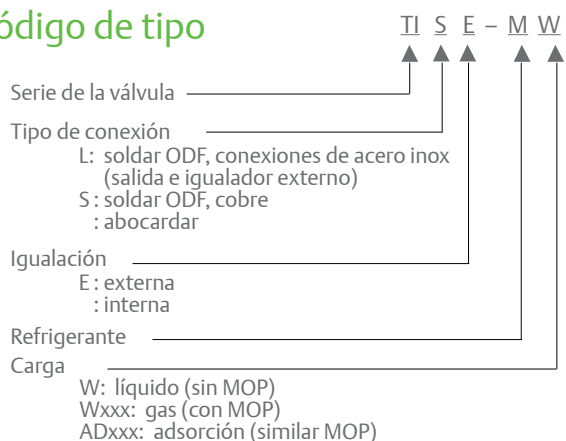 ódigo de tipo
TI S E – M W
Serie de la válvula
Tipo de conexión
L: soldar ODF, conexiones de acero inox
(salida e igualador externo)
S : soldar ODF, cobre
: abocardar
Igualación
E : externa
: interna
Refrigerante
Carga
W: líquido (sin MOP)
Wxxx: gas (con MOP)
ADxxx: adsorción (similar MOP)